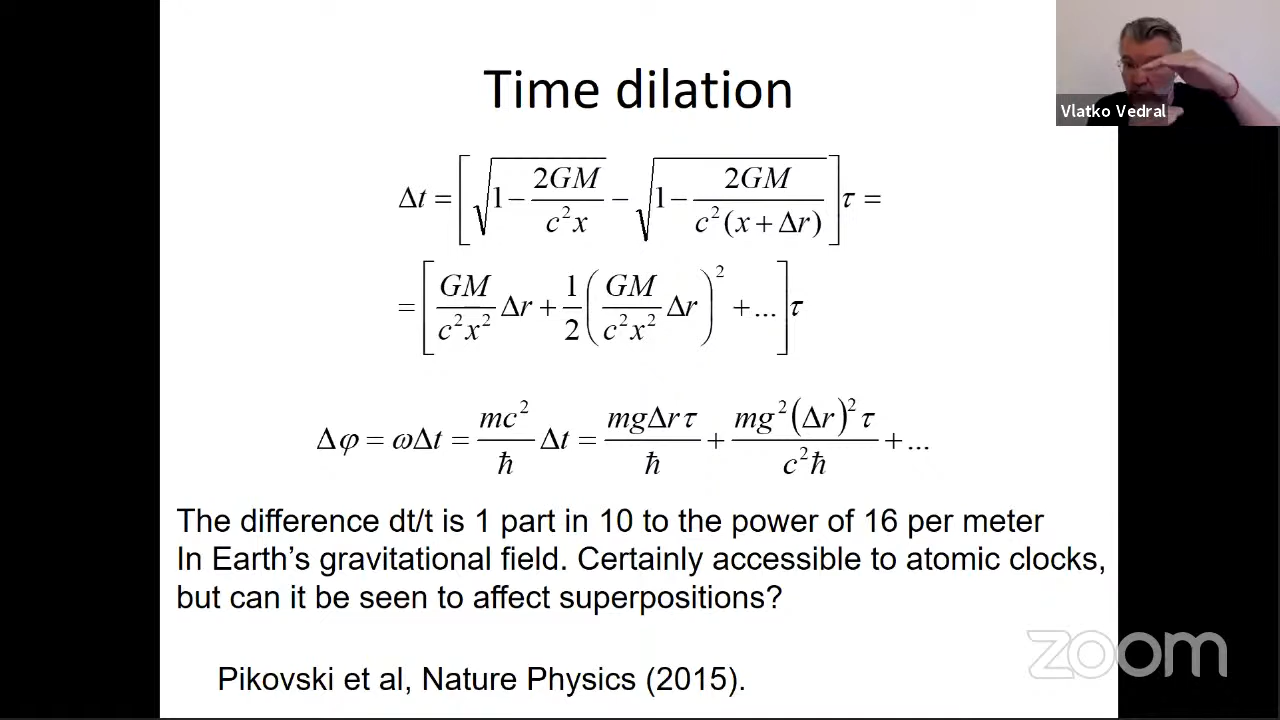 Time dilation
Vlatko Vedral
Δt = [√(1 − 2GM/(c²x)) − √(1 − 2GM/(c²(x + Δr)))] τ =
= [GM/(c²x²) Δr + 1/2 (GM/(c²x²) Δr)² + ...] τ
Δφ = ωΔt = mc²/ħ Δt = mgΔrτ/ħ + mg²(Δr)²τ/(c²ħ) + ...
The difference dt/t is 1 part in 10 to the power of 16 per meter
In Earth’s gravitational field. Certainly accessible to atomic clocks,
but can it be seen to affect superpositions?
zoom
Pikovski et al, Nature Physics (2015).